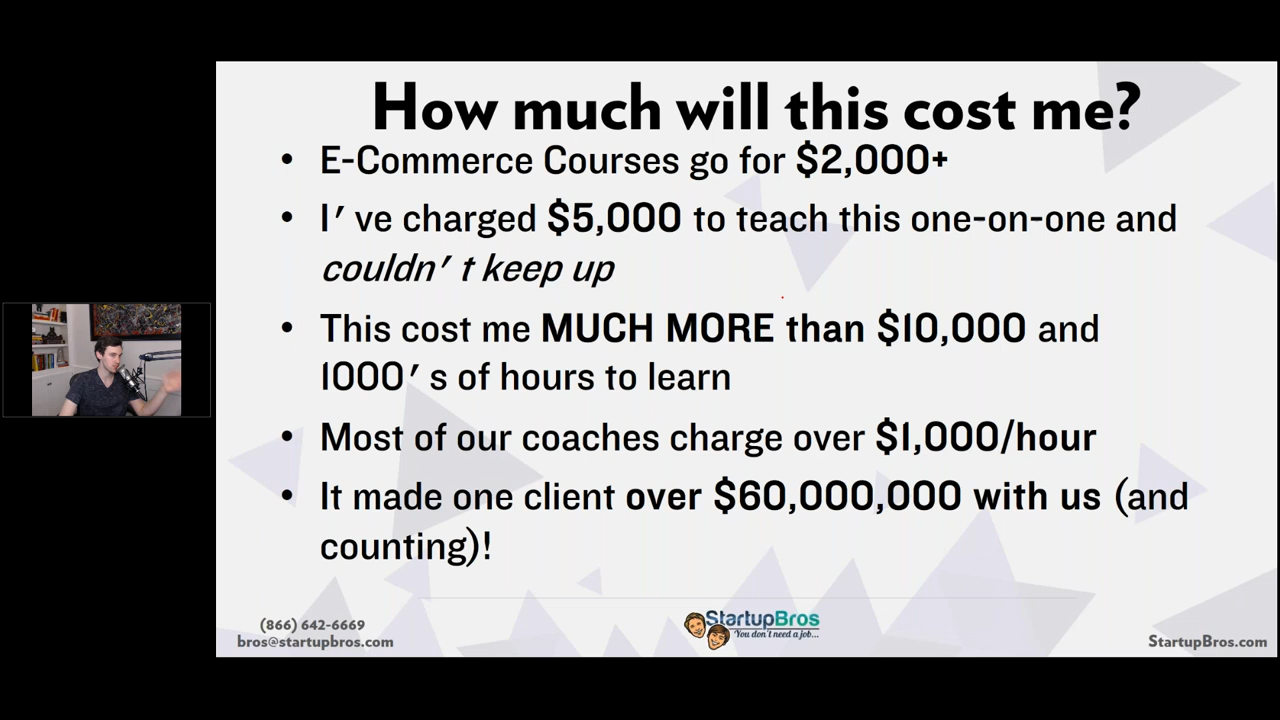 How much will this cost me?
• E-Commerce Courses go for $2,000+
• I’ ve charged $5,000 to teach this one-on-one and
couldn’ t keep up
• This cost me MUCH MORE than $10,000 and
1000’ s of hours to learn
• Most of our coaches charge over $1,000/hour
• It made one client over $60,000,000 with us (and
counting)!
(866) 642-6669
bros@startupbros.com
StartupBros
You don't need a job...
StartupBros.com